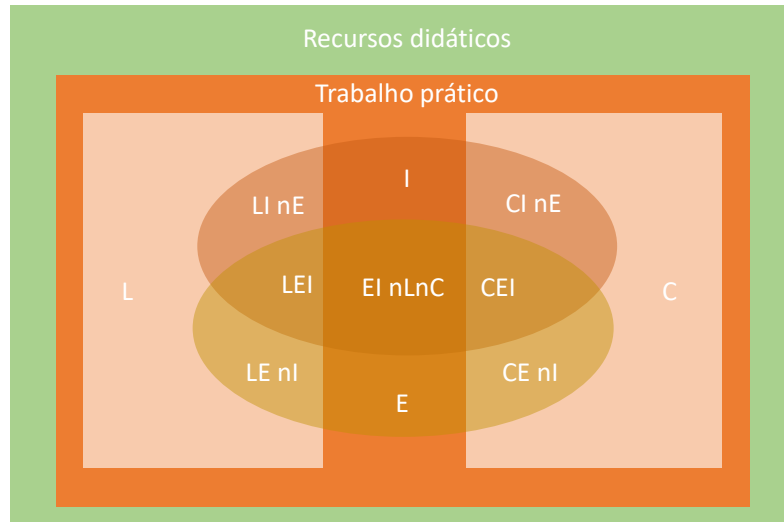 Recursos didáticos
Trabalho prático
I
LI nE
CI nE
L
LEI
EI nLnC
CEI
C
LE nI
CE nI
E